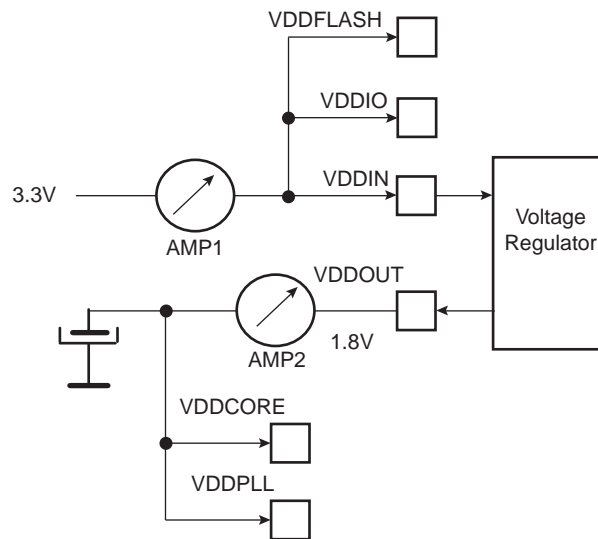 VDDFLASH
VDDIO
VDDIN
3.3V
AMP1
Voltage
Regulator
VDDOUT
1.8V
AMP2
VDDCORE
VDDPLL